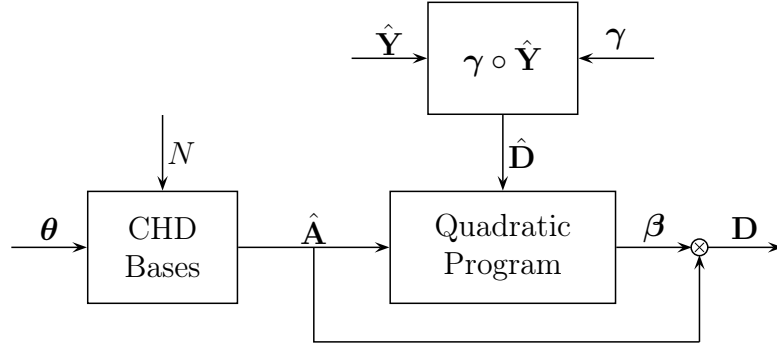 Ŷ
γ ∘ Ŷ
γ
N
D̂
θ
CHD
Bases
Â
Quadratic
Program
β
⊗
D